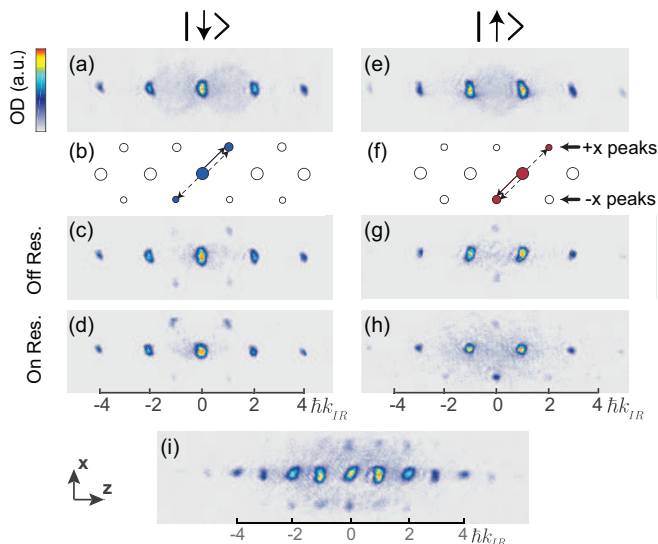 |↓> |↑>
OD (a.u.)
(a) (e)
(b) (f) +x peaks
-x peaks
Off Res. (c) (g)
On Res. (d) (h)
-4 -2 0 2 4 ħk_IR -4 -2 0 2 4 ħk_IR
(i)
x
z
-4 -2 0 2 4 ħk_IR